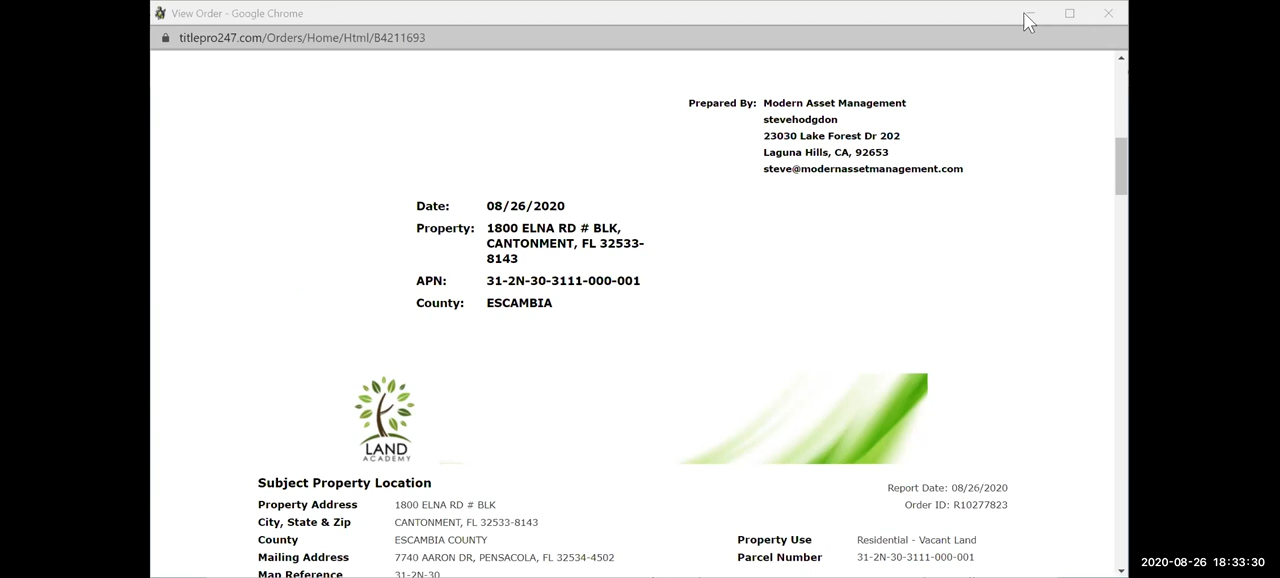 View Order - Google Chrome
titlepro247.com/Orders/Home/Html/B4211693
Prepared By: Modern Asset Management
stevehodgdon
23030 Lake Forest Dr 202
Laguna Hills, CA, 92653
steve@modernassetmanagement.com
Date: 08/26/2020
Property: 1800 ELNA RD # BLK,
CANTONMENT, FL 32533-
8143
APN: 31-2N-30-3111-000-001
County: ESCAMBIA
LAND
ACADEMY
Subject Property Location
Report Date: 08/26/2020
Property Address 1800 ELNA RD # BLK
Order ID: R10277823
City, State & Zip CANTONMENT, FL 32533-8143
County ESCAMBIA COUNTY
Property Use Residential - Vacant Land
Mailing Address 7740 AARON DR, PENSACOLA, FL 32534-4502
Parcel Number 31-2N-30-3111-000-001
Map Reference 31-2N-30
2020-08-26 18:33:30